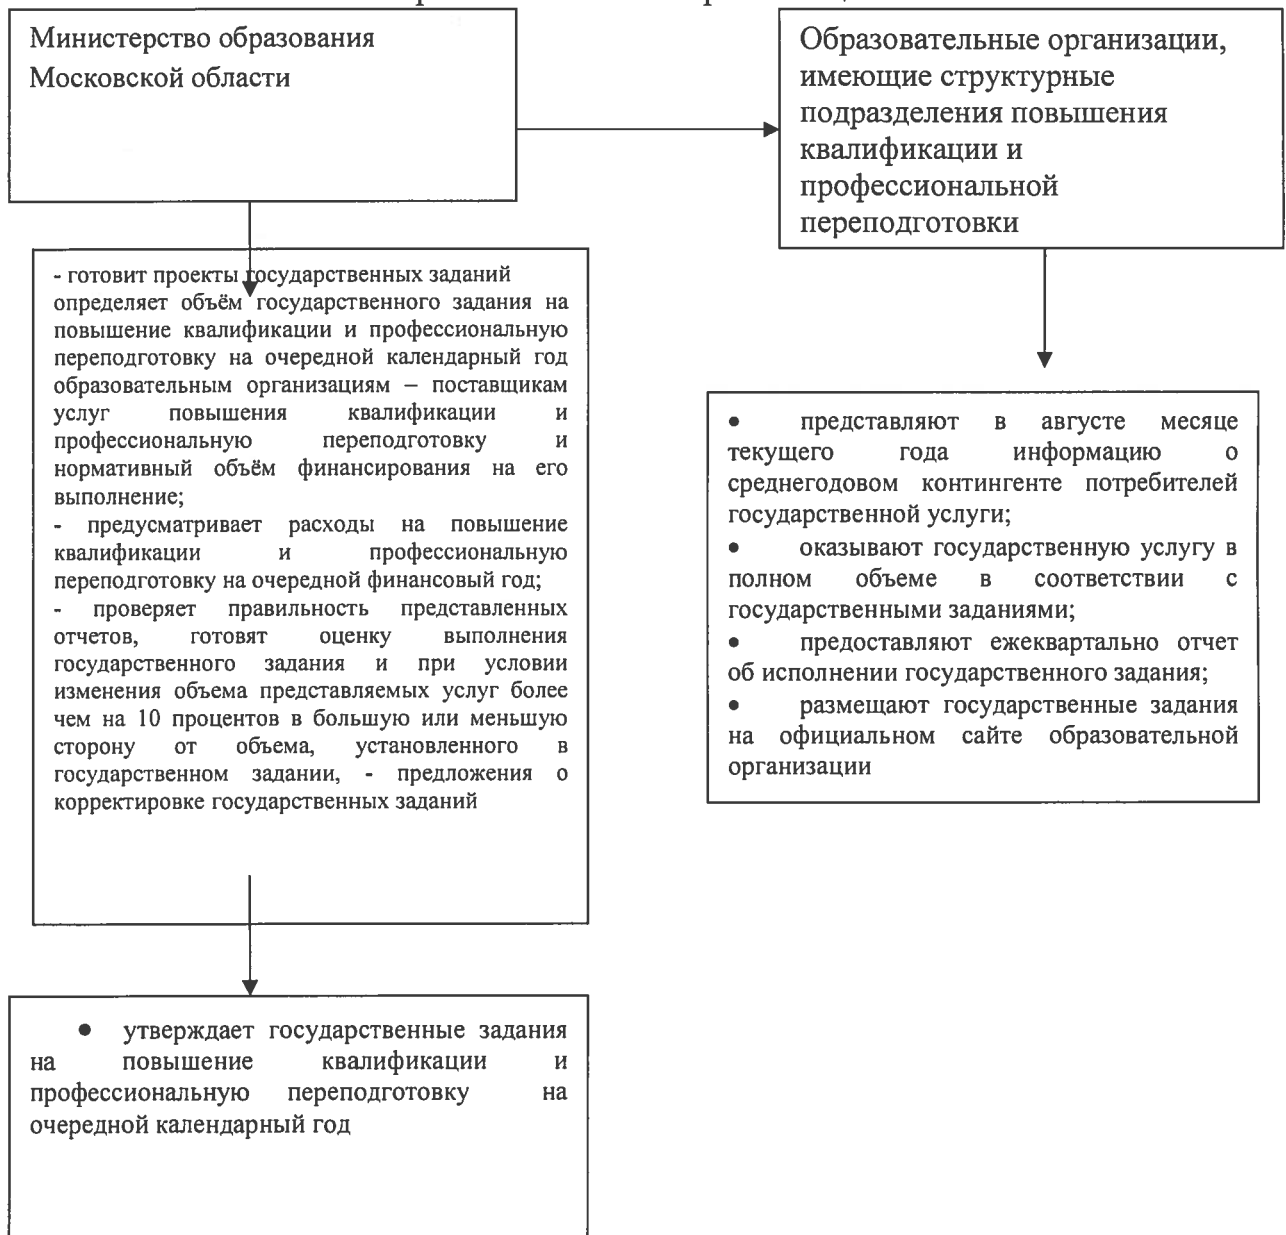 Министерство образования
Московской области
Образовательные организации,
имеющие структурные
подразделения повышения
квалификации и
профессиональной
переподготовки
- готовит проекты государственных заданий
определяет объём государственного задания на
повышение квалификации и профессиональную
переподготовку на очередной календарный год
образовательным организациям – поставщикам
услуг повышения квалификации и
профессиональную переподготовку и
нормативный объём финансирования на его
выполнение;
- предусматривает расходы на повышение
квалификации и профессиональную
переподготовку на очередной финансовый год;
- проверяет правильность представленных
отчетов, готовят оценку выполнения
государственного задания и при условии
изменения объема представляемых услуг более
чем на 10 процентов в большую или меньшую
сторону от объема, установленного в
государственном задании, - предложения о
корректировке государственных заданий
• представляют в августе месяце
текущего года информацию о
среднегодовом контингенте потребителей
государственной услуги;
• оказывают государственную услугу в
полном объеме в соответствии с
государственными заданиями;
• предоставляют ежеквартально отчет
об исполнении государственного задания;
• размещают государственные задания
на официальном сайте образовательной
организации
• утверждает государственные задания
на повышение квалификации и
профессиональную переподготовку на
очередной календарный год